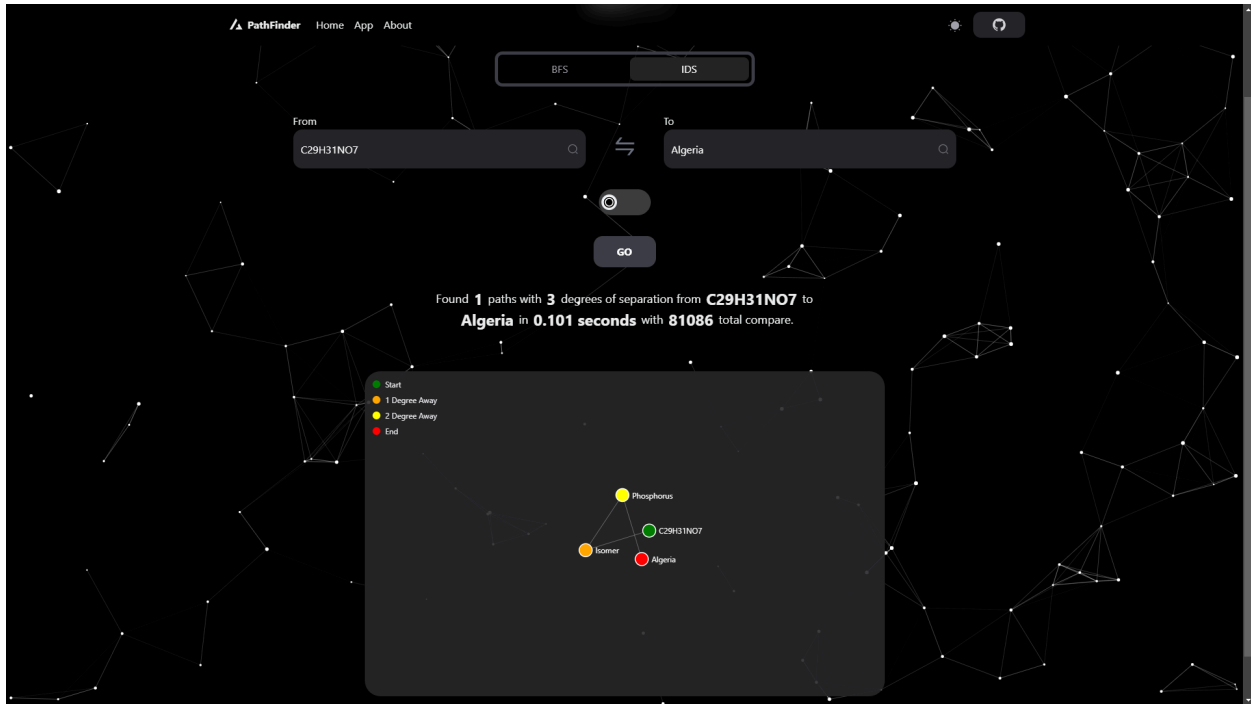 PathFinder Home App About
BFS IDS
From To
C29H31NO7 Algeria
GO
Found 1 paths with 3 degrees of separation from C29H31NO7 to
Algeria in 0.101 seconds with 81086 total compare.
Start
1 Degree Away
2 Degree Away
End
Phosphorus
C29H31NO7
Isomer
Algeria